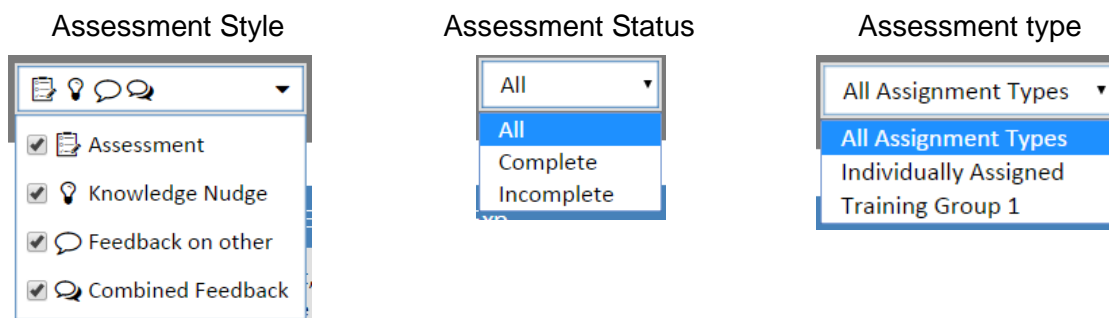 Assessment Style
Assessment
Knowledge Nudge
Feedback on other
Combined Feedback
Assessment Status
All
All
Complete
Incomplete
Assessment type
All Assignment Types
All Assignment Types
Individually Assigned
Training Group 1